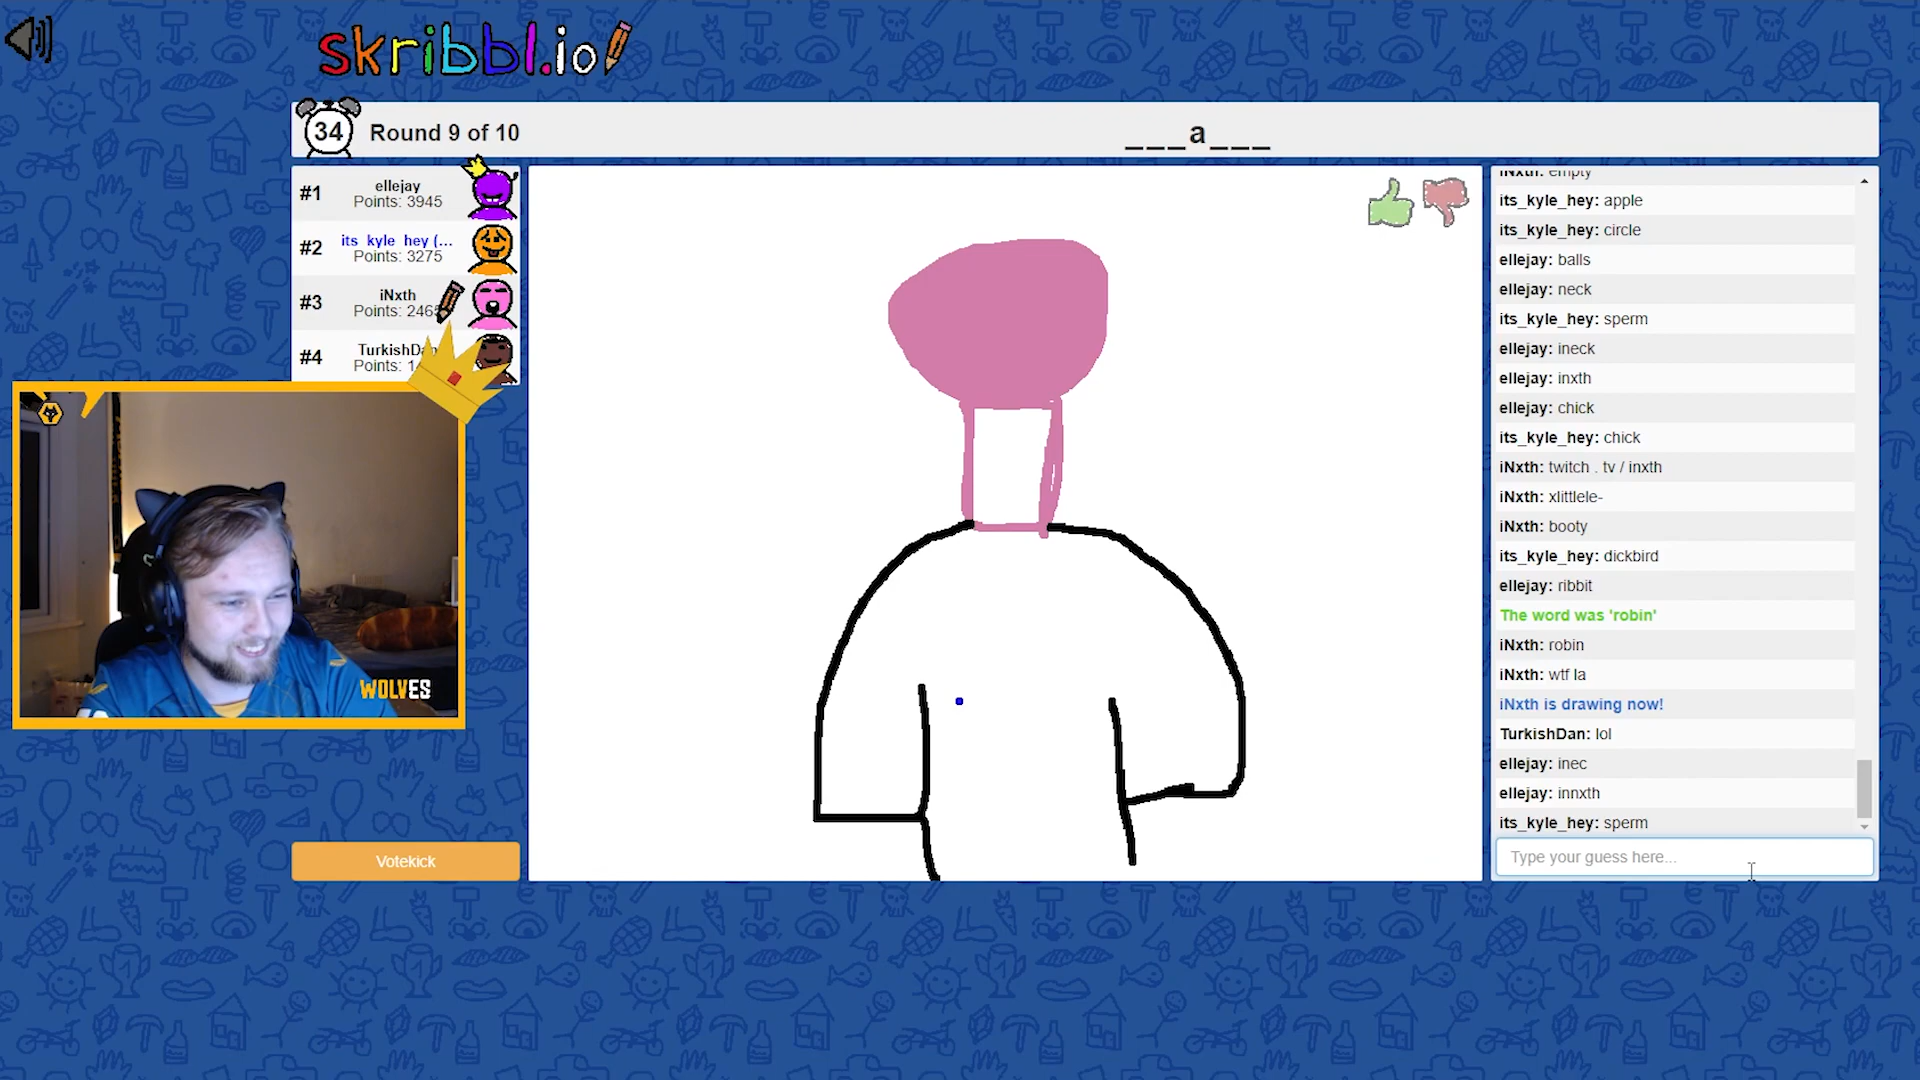 skribbl.io
34 Round 9 of 10 ___a___
#1 ellejay
Points: 3945
#2 its_kyle_hey (...
Points: 3275
#3 iNxth
Points: 246
#4 TurkishDan
Points: 1
WOLVES
Votekick
iNxth: empty
its_kyle_hey: apple
its_kyle_hey: circle
ellejay: balls
ellejay: neck
its_kyle_hey: sperm
ellejay: ineck
ellejay: inxth
ellejay: chick
its_kyle_hey: chick
iNxth: twitch . tv / inxth
iNxth: xlittlele-
iNxth: booty
its_kyle_hey: dickbird
ellejay: ribbit
The word was 'robin'
iNxth: robin
iNxth: wtf la
iNxth is drawing now!
TurkishDan: lol
ellejay: inec
ellejay: innxth
its_kyle_hey: sperm
Type your guess here...